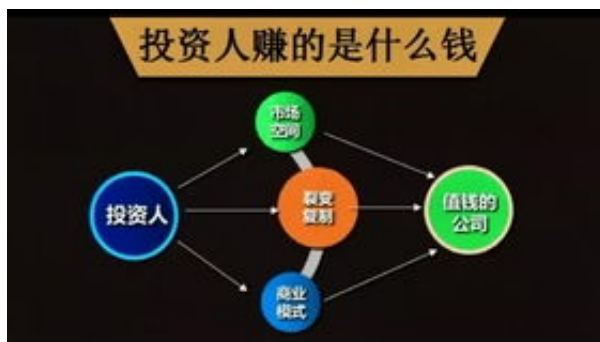 投资人赚的是什么钱
市场
空间
投资人
裂变
复制
值钱的
公司
商业
模式